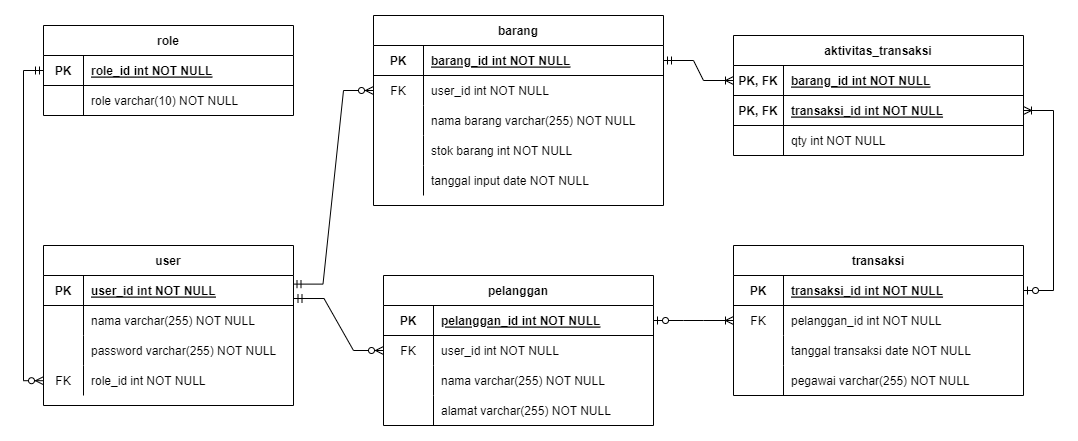 role
PK role_id int NOT NULL
role varchar(10) NOT NULL
barang
PK barang_id int NOT NULL
FK user_id int NOT NULL
nama barang varchar(255) NOT NULL
stok barang int NOT NULL
tanggal input date NOT NULL
aktivitas_transaksi
PK, FK barang_id int NOT NULL
PK, FK transaksi_id int NOT NULL
qty int NOT NULL
user
PK user_id int NOT NULL
nama varchar(255) NOT NULL
password varchar(255) NOT NULL
FK role_id int NOT NULL
pelanggan
PK pelanggan_id int NOT NULL
FK user_id int NOT NULL
nama varchar(255) NOT NULL
alamat varchar(255) NOT NULL
transaksi
PK transaksi_id int NOT NULL
FK pelanggan_id int NOT NULL
tanggal transaksi date NOT NULL
pegawai varchar(255) NOT NULL